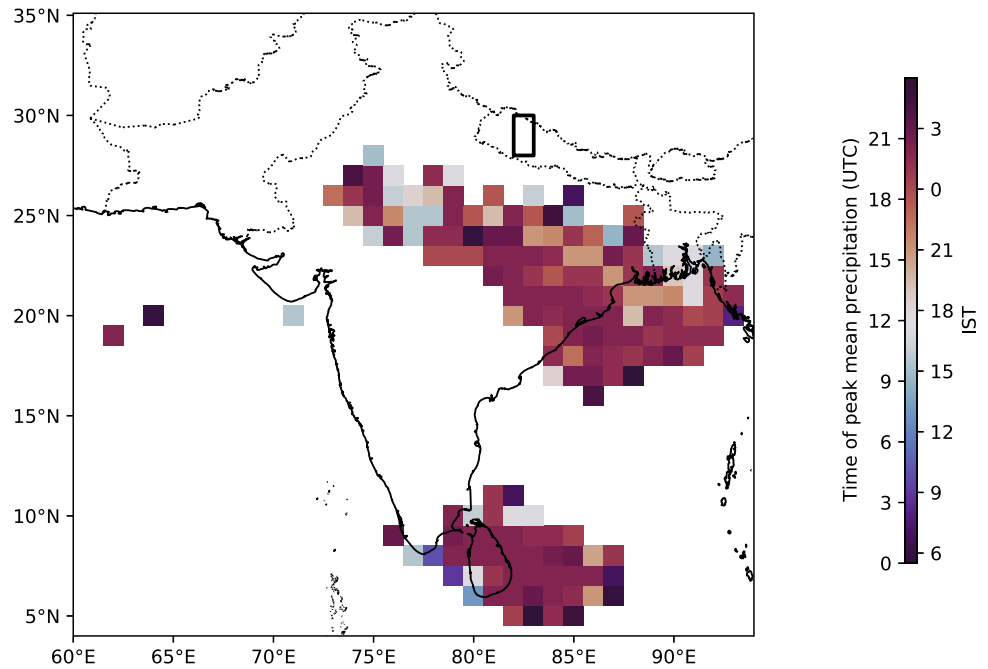 35°N
30°N
25°N
20°N
15°N
10°N
5°N
60°E 65°E 70°E 75°E 80°E 85°E 90°E
Time of peak mean precipitation (UTC)
21
18
15
12
9
6
3
0
3
0
21
18
15
12
9
6
IST